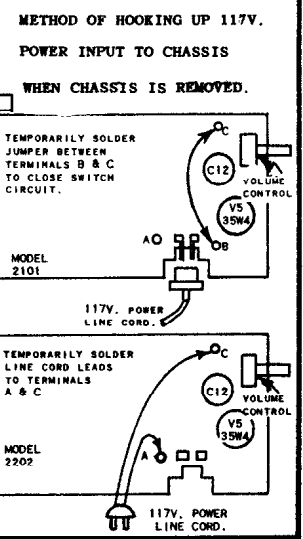 METHOD OF HOOKING UP 117V.
POWER INPUT TO CHASSIS
WHEN CHASSIS IS REMOVED.
TEMPORARILY SOLDER
JUMPER BETWEEN
TERMINALS B & C
TO CLOSE SWITCH
CIRCUIT.
C
C12
VOLUME
CONTROL
V5
35W4
A
B
MODEL
2101
117V. POWER
LINE CORD.
TEMPORARILY SOLDER
LINE CORD LEADS
TO TERMINALS
A & C
C
C12
VOLUME
CONTROL
V5
35W4
MODEL
2202
A
117V. POWER
LINE CORD.